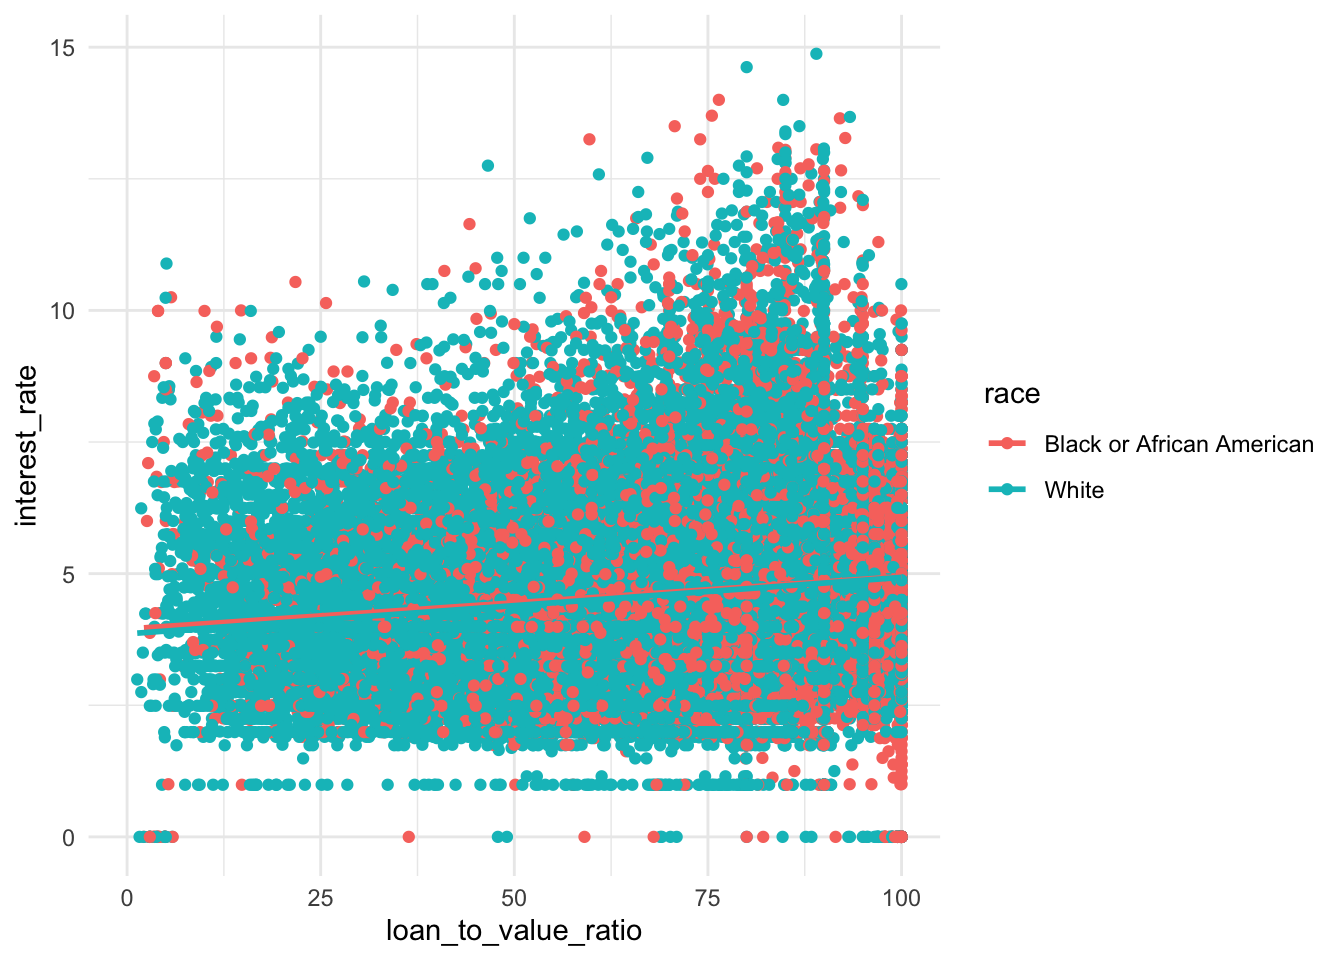 15
10
5
0
interest_rate
0 25 50 75 100
loan_to_value_ratio
race
Black or African American
White